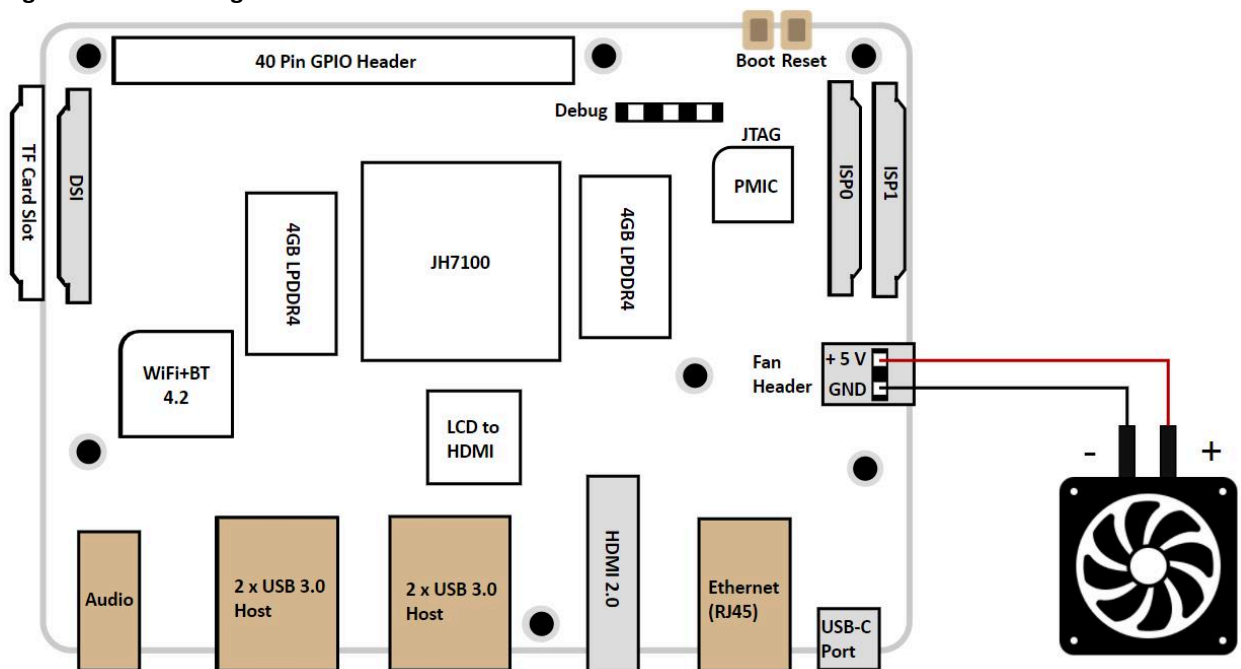 40 Pin GPIO Header
Boot Reset
Debug
JTAG
PMIC
TF Card Slot
DSI
4GB LPDDR4
JH7100
4GB LPDDR4
ISP0
ISP1
WiFi+BT
4.2
LCD to
HDMI
Fan
Header
+ 5 V
GND
-
+
Audio
2 x USB 3.0
Host
2 x USB 3.0
Host
HDMI 2.0
Ethernet
(RJ45)
USB-C
Port